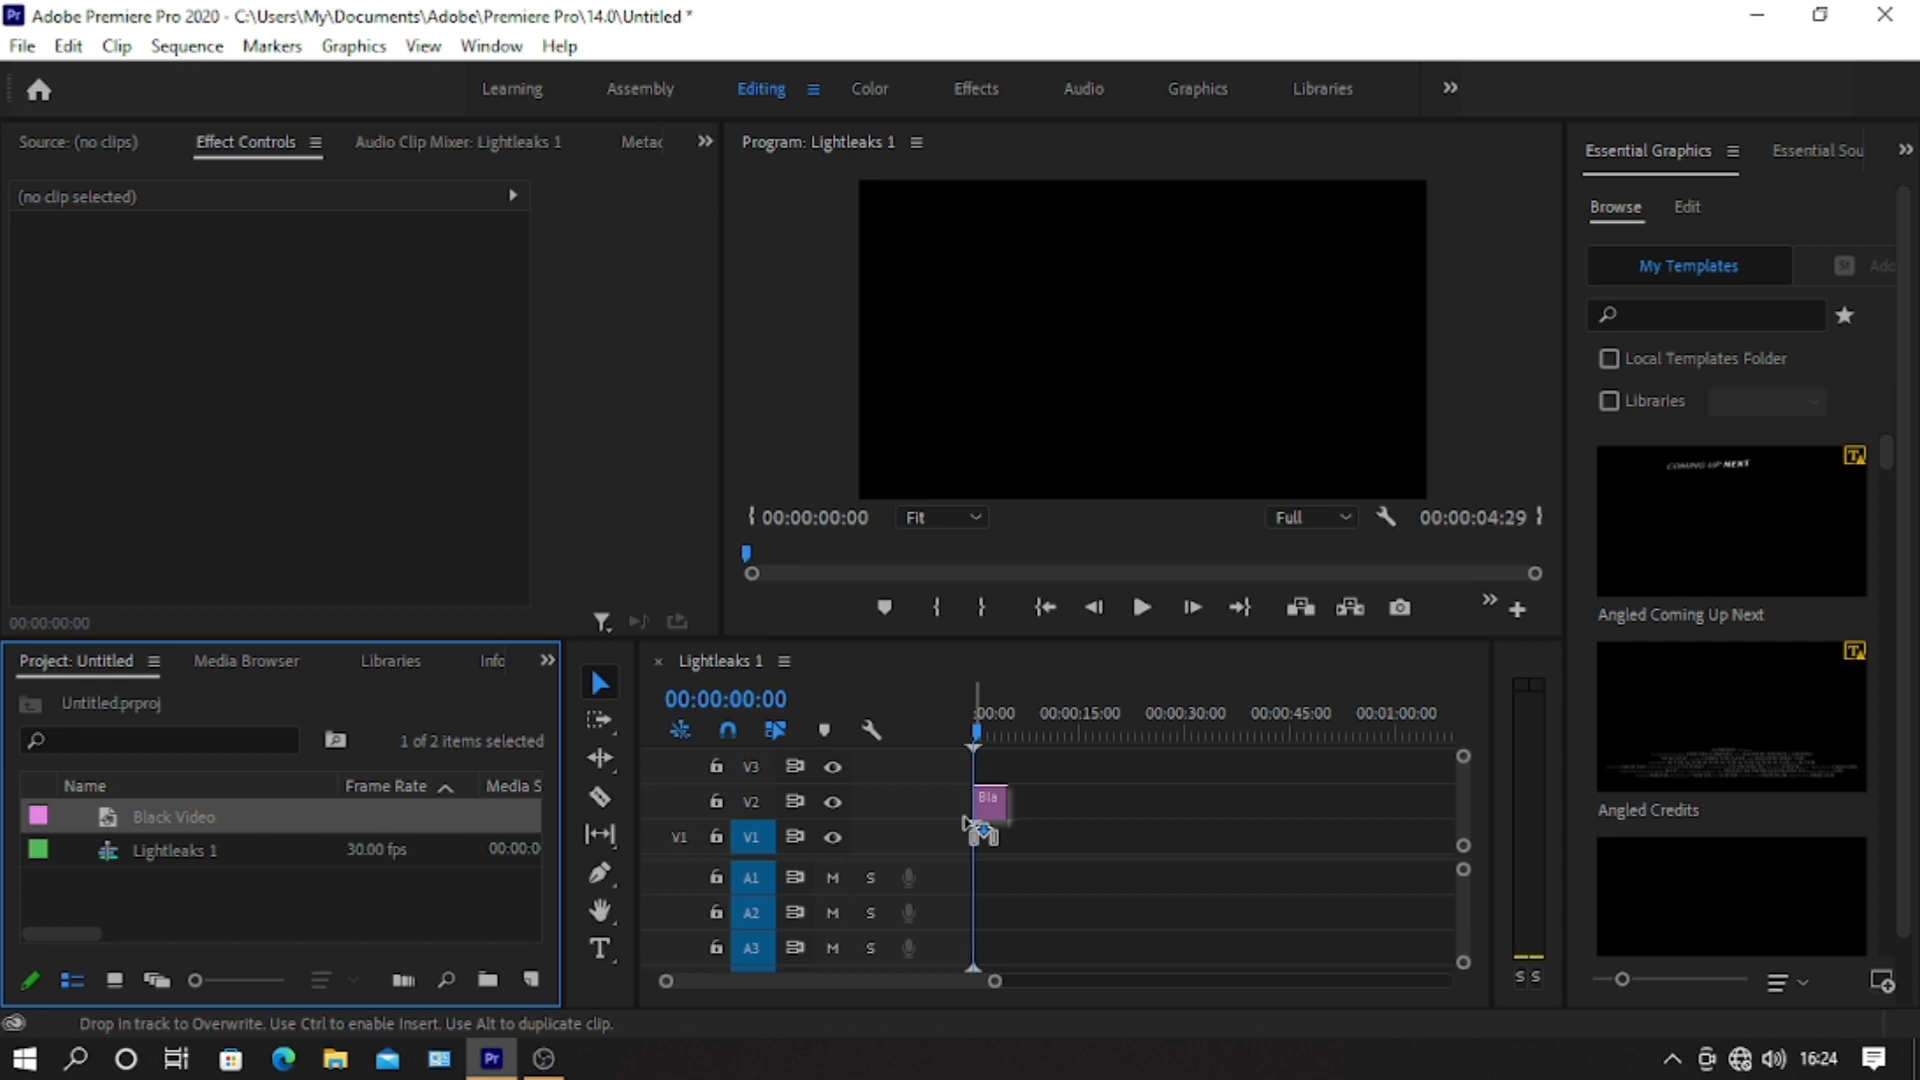 Adobe Premiere Pro 2020 - C:\Users\My\Documents\Adobe\Premiere Pro\14.0\Untitled *
File Edit Clip Sequence Markers Graphics View Window Help
Learning Assembly Editing Color Effects Audio Graphics Libraries
Source: (no clips) Effect Controls Audio Clip Mixer: Lightleaks 1 Metac
Program: Lightleaks 1
Essential Graphics Essential Sou
(no clip selected)
Browse Edit
My Templates St Ado
Local Templates Folder
Libraries
COMING UP NEXT
00:00:00:00 Fit Full 00:00:04:29
Angled Coming Up Next
00:00:00:00
Project: Untitled Media Browser Libraries Info
Lightleaks 1
Untitled.prproj
00:00:00:00
:00:00 00:00:15:00 00:00:30:00 00:00:45:00 00:01:00:00
1 of 2 items selected
Name Frame Rate Media S
V3
Black Video
V2 Bla
Angled Credits
Lightleaks 1 30.00 fps 00:00:0
V1 V1
A1 M S
A2 M S
A3 M S
T
S S
Drop in track to Overwrite. Use Ctrl to enable Insert. Use Alt to duplicate clip.
Pr 16:24